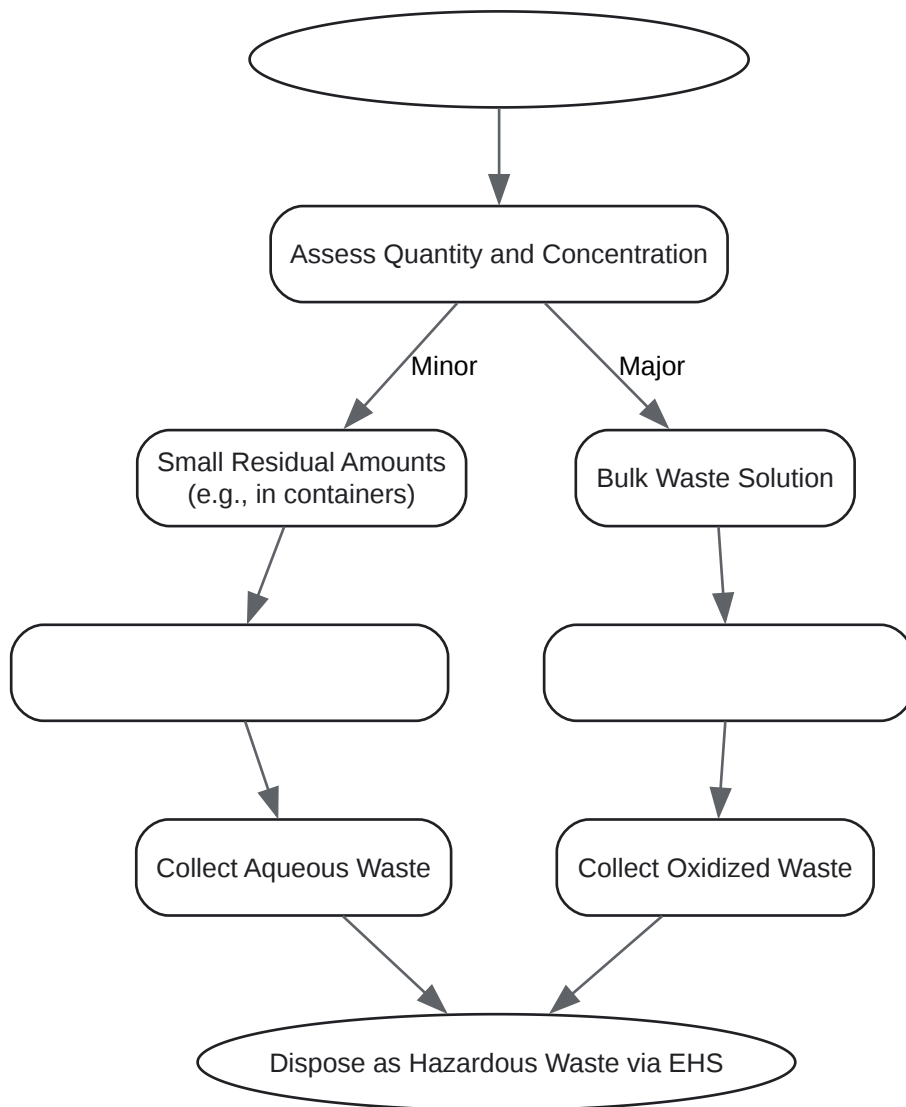 Assess Quantity and Concentration
Minor
Major
Small Residual Amounts
(e.g., in containers)
Bulk Waste Solution
Collect Aqueous Waste
Collect Oxidized Waste
Dispose as Hazardous Waste via EHS